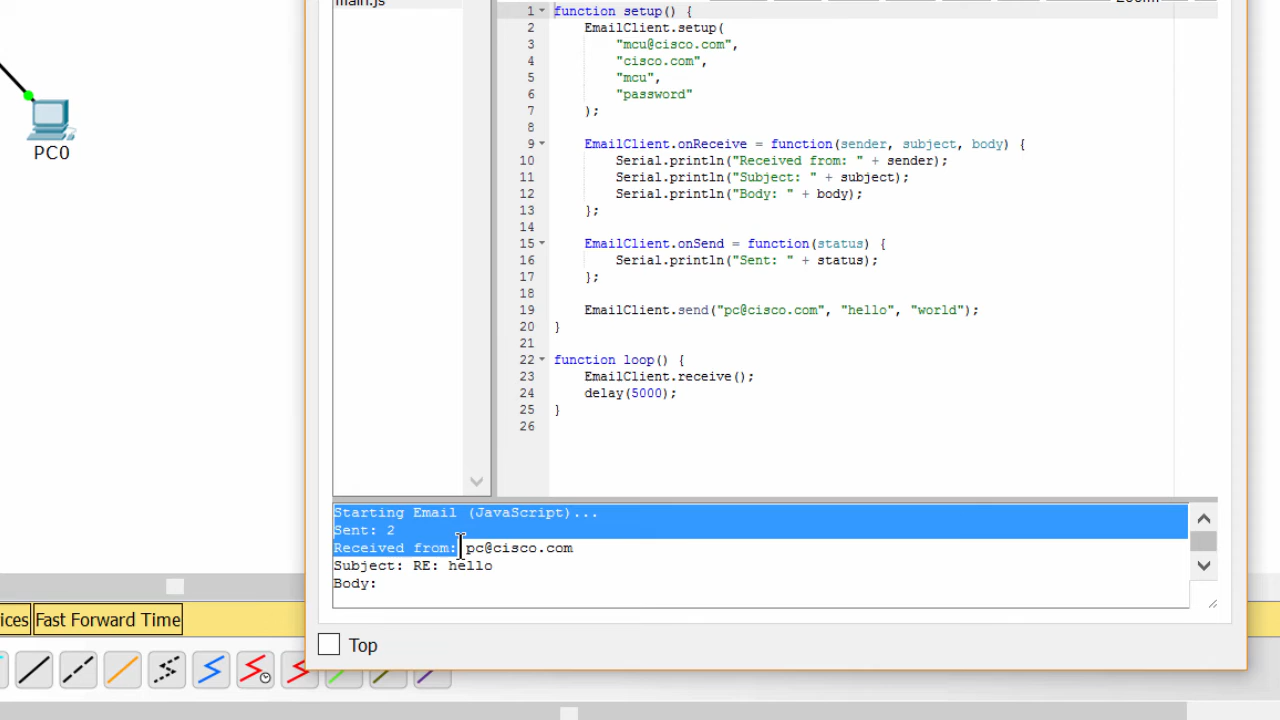 main.js
1 function setup() {
2 EmailClient.setup(
3 "mcu@cisco.com",
4 "cisco.com",
5 "mcu",
6 "password"
7 );
8
9 EmailClient.onReceive = function(sender, subject, body) {
10 Serial.println("Received from: " + sender);
11 Serial.println("Subject: " + subject);
12 Serial.println("Body: " + body);
13 };
14
15 EmailClient.onSend = function(status) {
16 Serial.println("Sent: " + status);
17 };
18
19 EmailClient.send("pc@cisco.com", "hello", "world");
20 }
21
22 function loop() {
23 EmailClient.receive();
24 delay(5000);
25 }
26
PC0
Starting Email (JavaScript)...
Sent: 2
Received from: pc@cisco.com
Subject: RE: hello
Body:
Fast Forward Time
Top